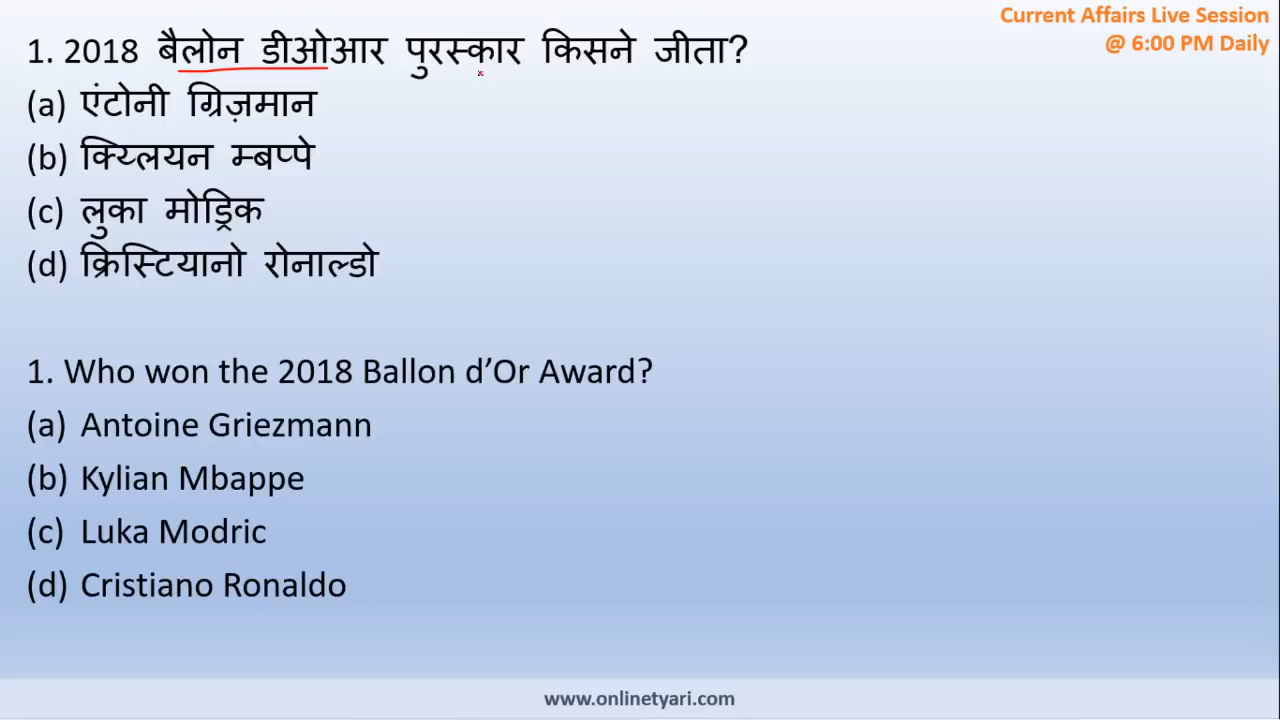 Current Affairs Live Session
@ 6:00 PM Daily
1. 2018 बैलोन डीओआर पुरस्कार किसने जीता?
(a) एंटोनी ग्रिज़मान
(b) क्य्लियन म्बप्पे
(c) लुका मोड्रिक
(d) क्रिस्टियानो रोनाल्डो
1. Who won the 2018 Ballon d’Or Award?
(a) Antoine Griezmann
(b) Kylian Mbappe
(c) Luka Modric
(d) Cristiano Ronaldo
www.onlinetyari.com